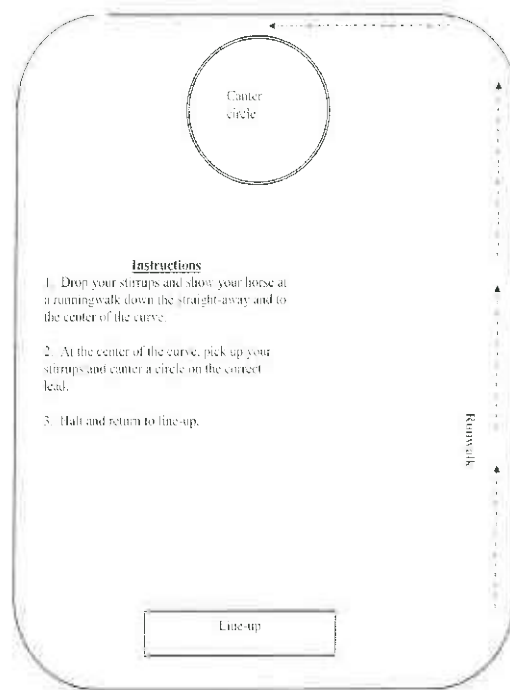 Canter
circle
Instructions
1. Drop your stirrups and show your horse at
a runningwalk down the straight-away and to
the center of the curve.
2. At the center of the curve, pick up your
stirrups and canter a circle on the correct
lead.
3. Halt and return to line-up.
Runwalk
Line-up